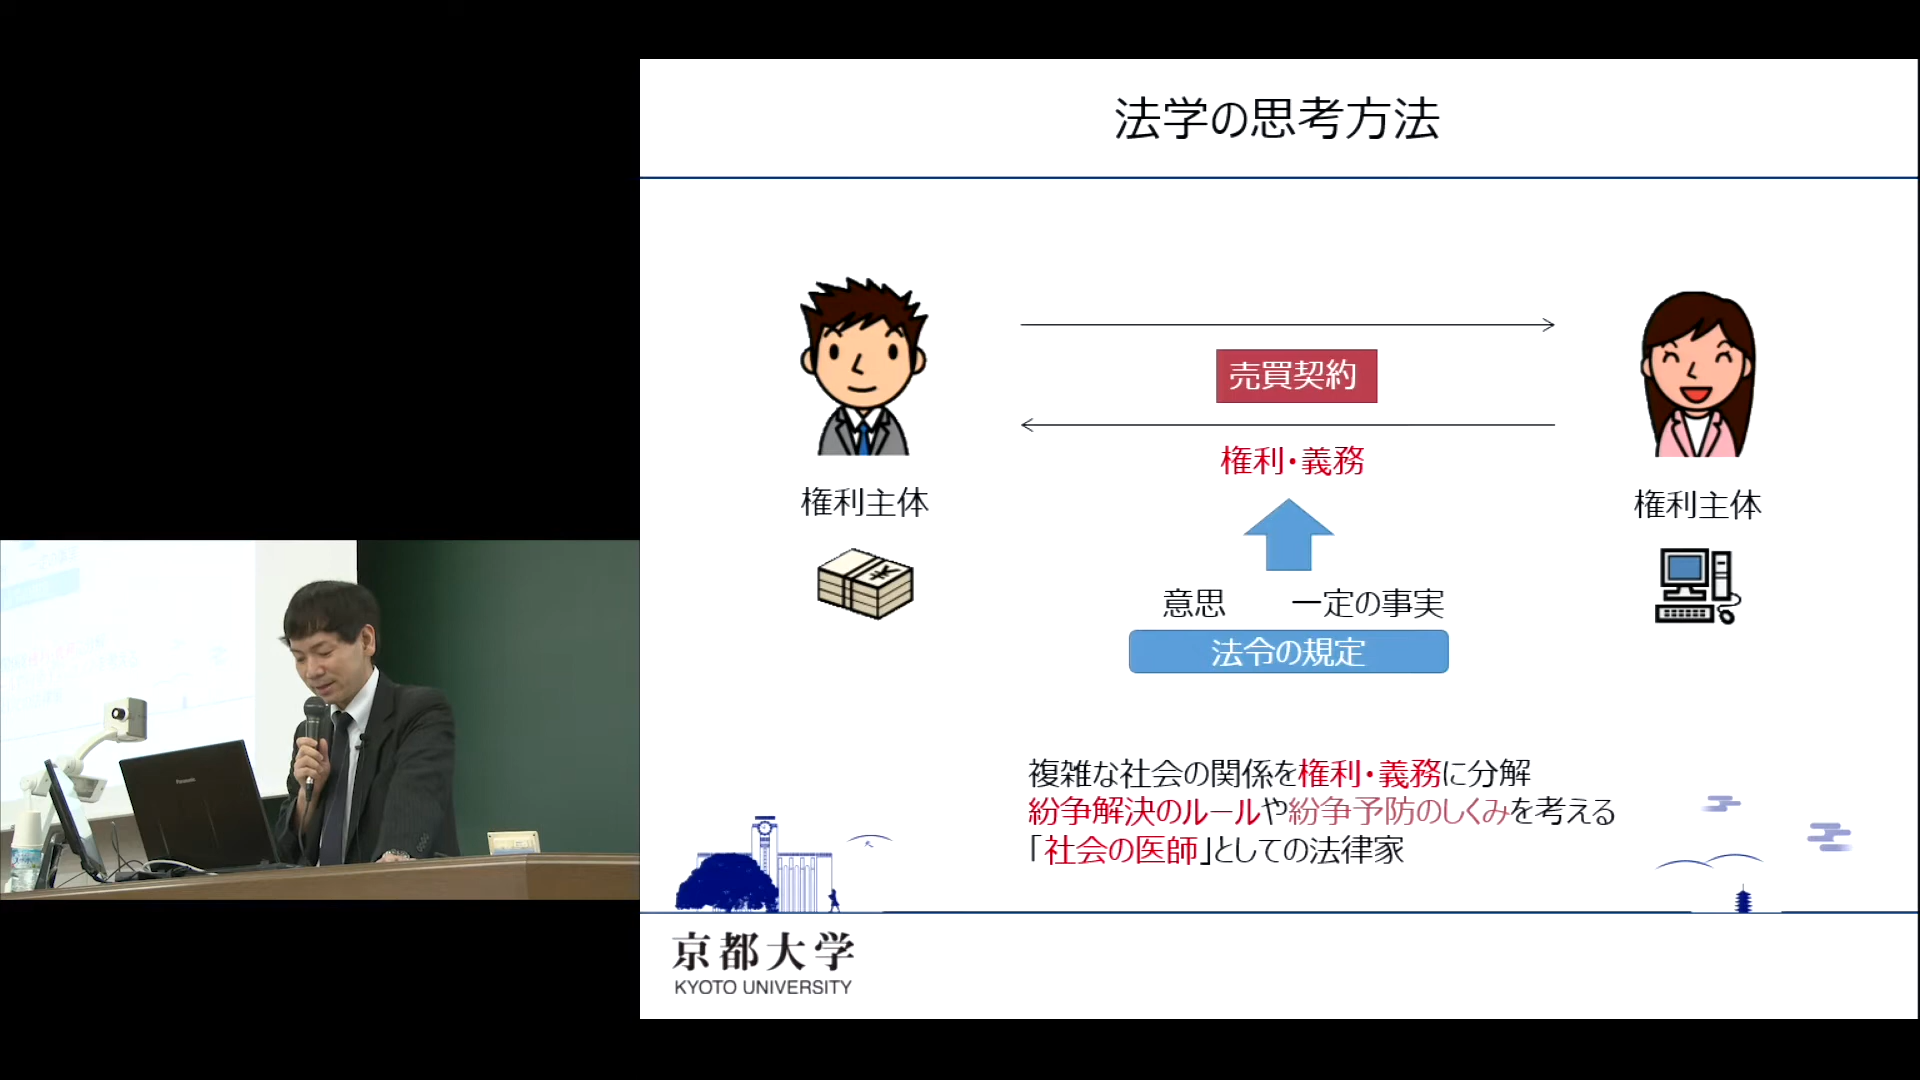 法学の思考方法
売買契約
権利・義務
権利主体
権利主体
意思 一定の事実
法令の規定
複雑な社会の関係を権利・義務に分解
紛争解決のルールや紛争予防のしくみを考える
「社会の医師」としての法律家
京都大学
KYOTO UNIVERSITY
Panasonic